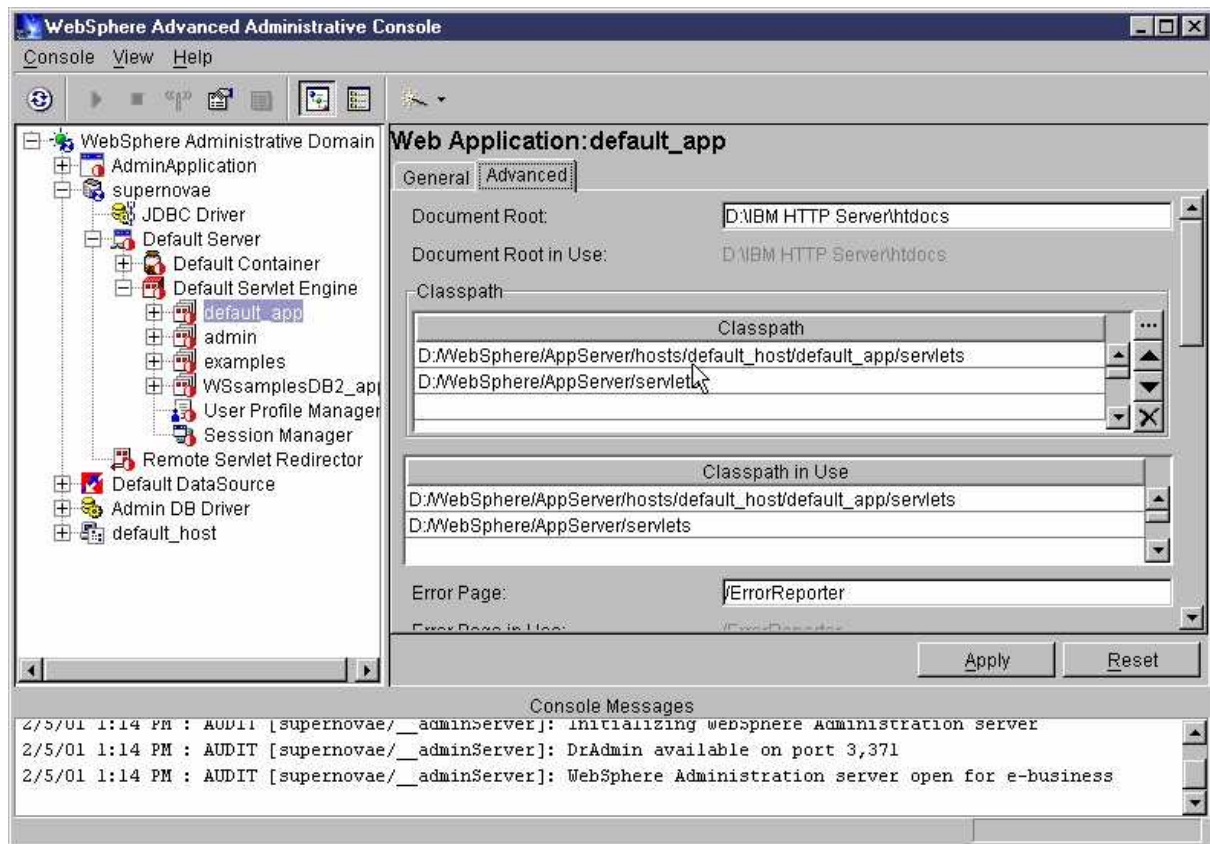 WebSphere Advanced Administrative Console
Console View Help
WebSphere Administrative Domain
AdminApplication
supernovae
JDBC Driver
Default Server
Default Container
Default Servlet Engine
default_app
admin
examples
WSsamplesDB2_app
User Profile Manager
Session Manager
Remote Servlet Redirector
Default DataSource
Admin DB Driver
default_host
Web Application:default_app
General Advanced
Document Root: D:\IBM HTTP Server\htdocs
Document Root in Use: D:\IBM HTTP Server\htdocs
Classpath
Classpath
D:/WebSphere/AppServer/hosts/default_host/default_app/servlets
D:/WebSphere/AppServer/servlets
Classpath in Use
D:/WebSphere/AppServer/hosts/default_host/default_app/servlets
D:/WebSphere/AppServer/servlets
Error Page: /ErrorReporter
Error Page in Use: /ErrorReporter
Apply Reset
Console Messages
2/5/01 1:14 PM : AUDIT [supernovae/__adminServer]: Initializing WebSphere Administration server
2/5/01 1:14 PM : AUDIT [supernovae/__adminServer]: DrAdmin available on port 3,371
2/5/01 1:14 PM : AUDIT [supernovae/__adminServer]: WebSphere Administration server open for e-business